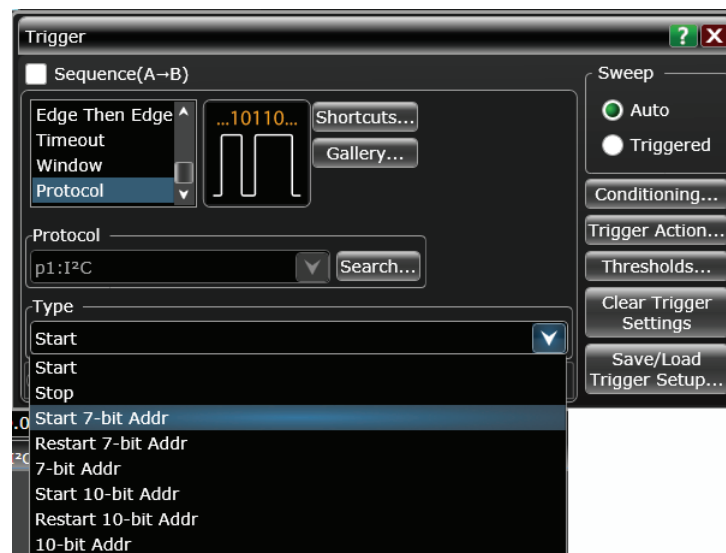 Trigger
?
X
Sequence(A→B)
Edge Then Edge
Timeout
Window
Protocol
...10110...
Shortcuts...
Gallery...
Sweep
Auto
Triggered
Conditioning...
Trigger Action...
Thresholds...
Clear Trigger
Settings
Save/Load
Trigger Setup...
Protocol
p1:I²C
Search...
Type
Start
Start
Stop
Start 7-bit Addr
Restart 7-bit Addr
7-bit Addr
Start 10-bit Addr
Restart 10-bit Addr
10-bit Addr